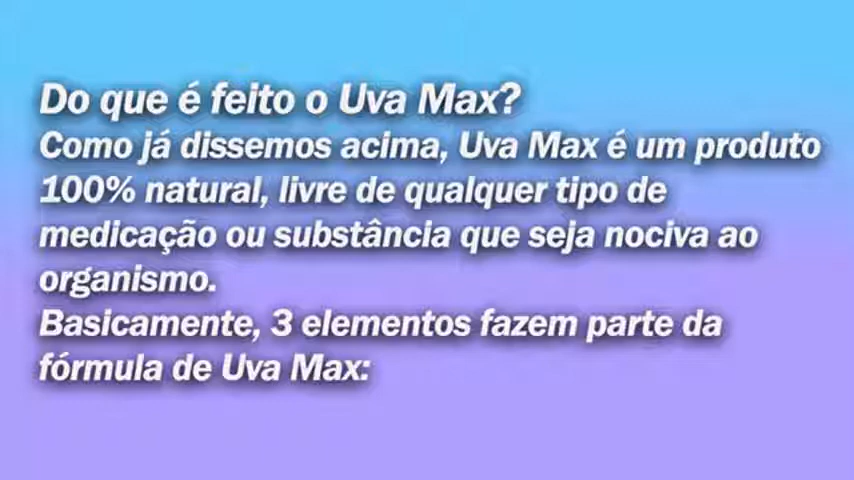 Do que é feito o Uva Max?
Como já dissemos acima, Uva Max é um produto
100% natural, livre de qualquer tipo de
medicação ou substância que seja nociva ao
organismo.
Basicamente, 3 elementos fazem parte da
fórmula de Uva Max: